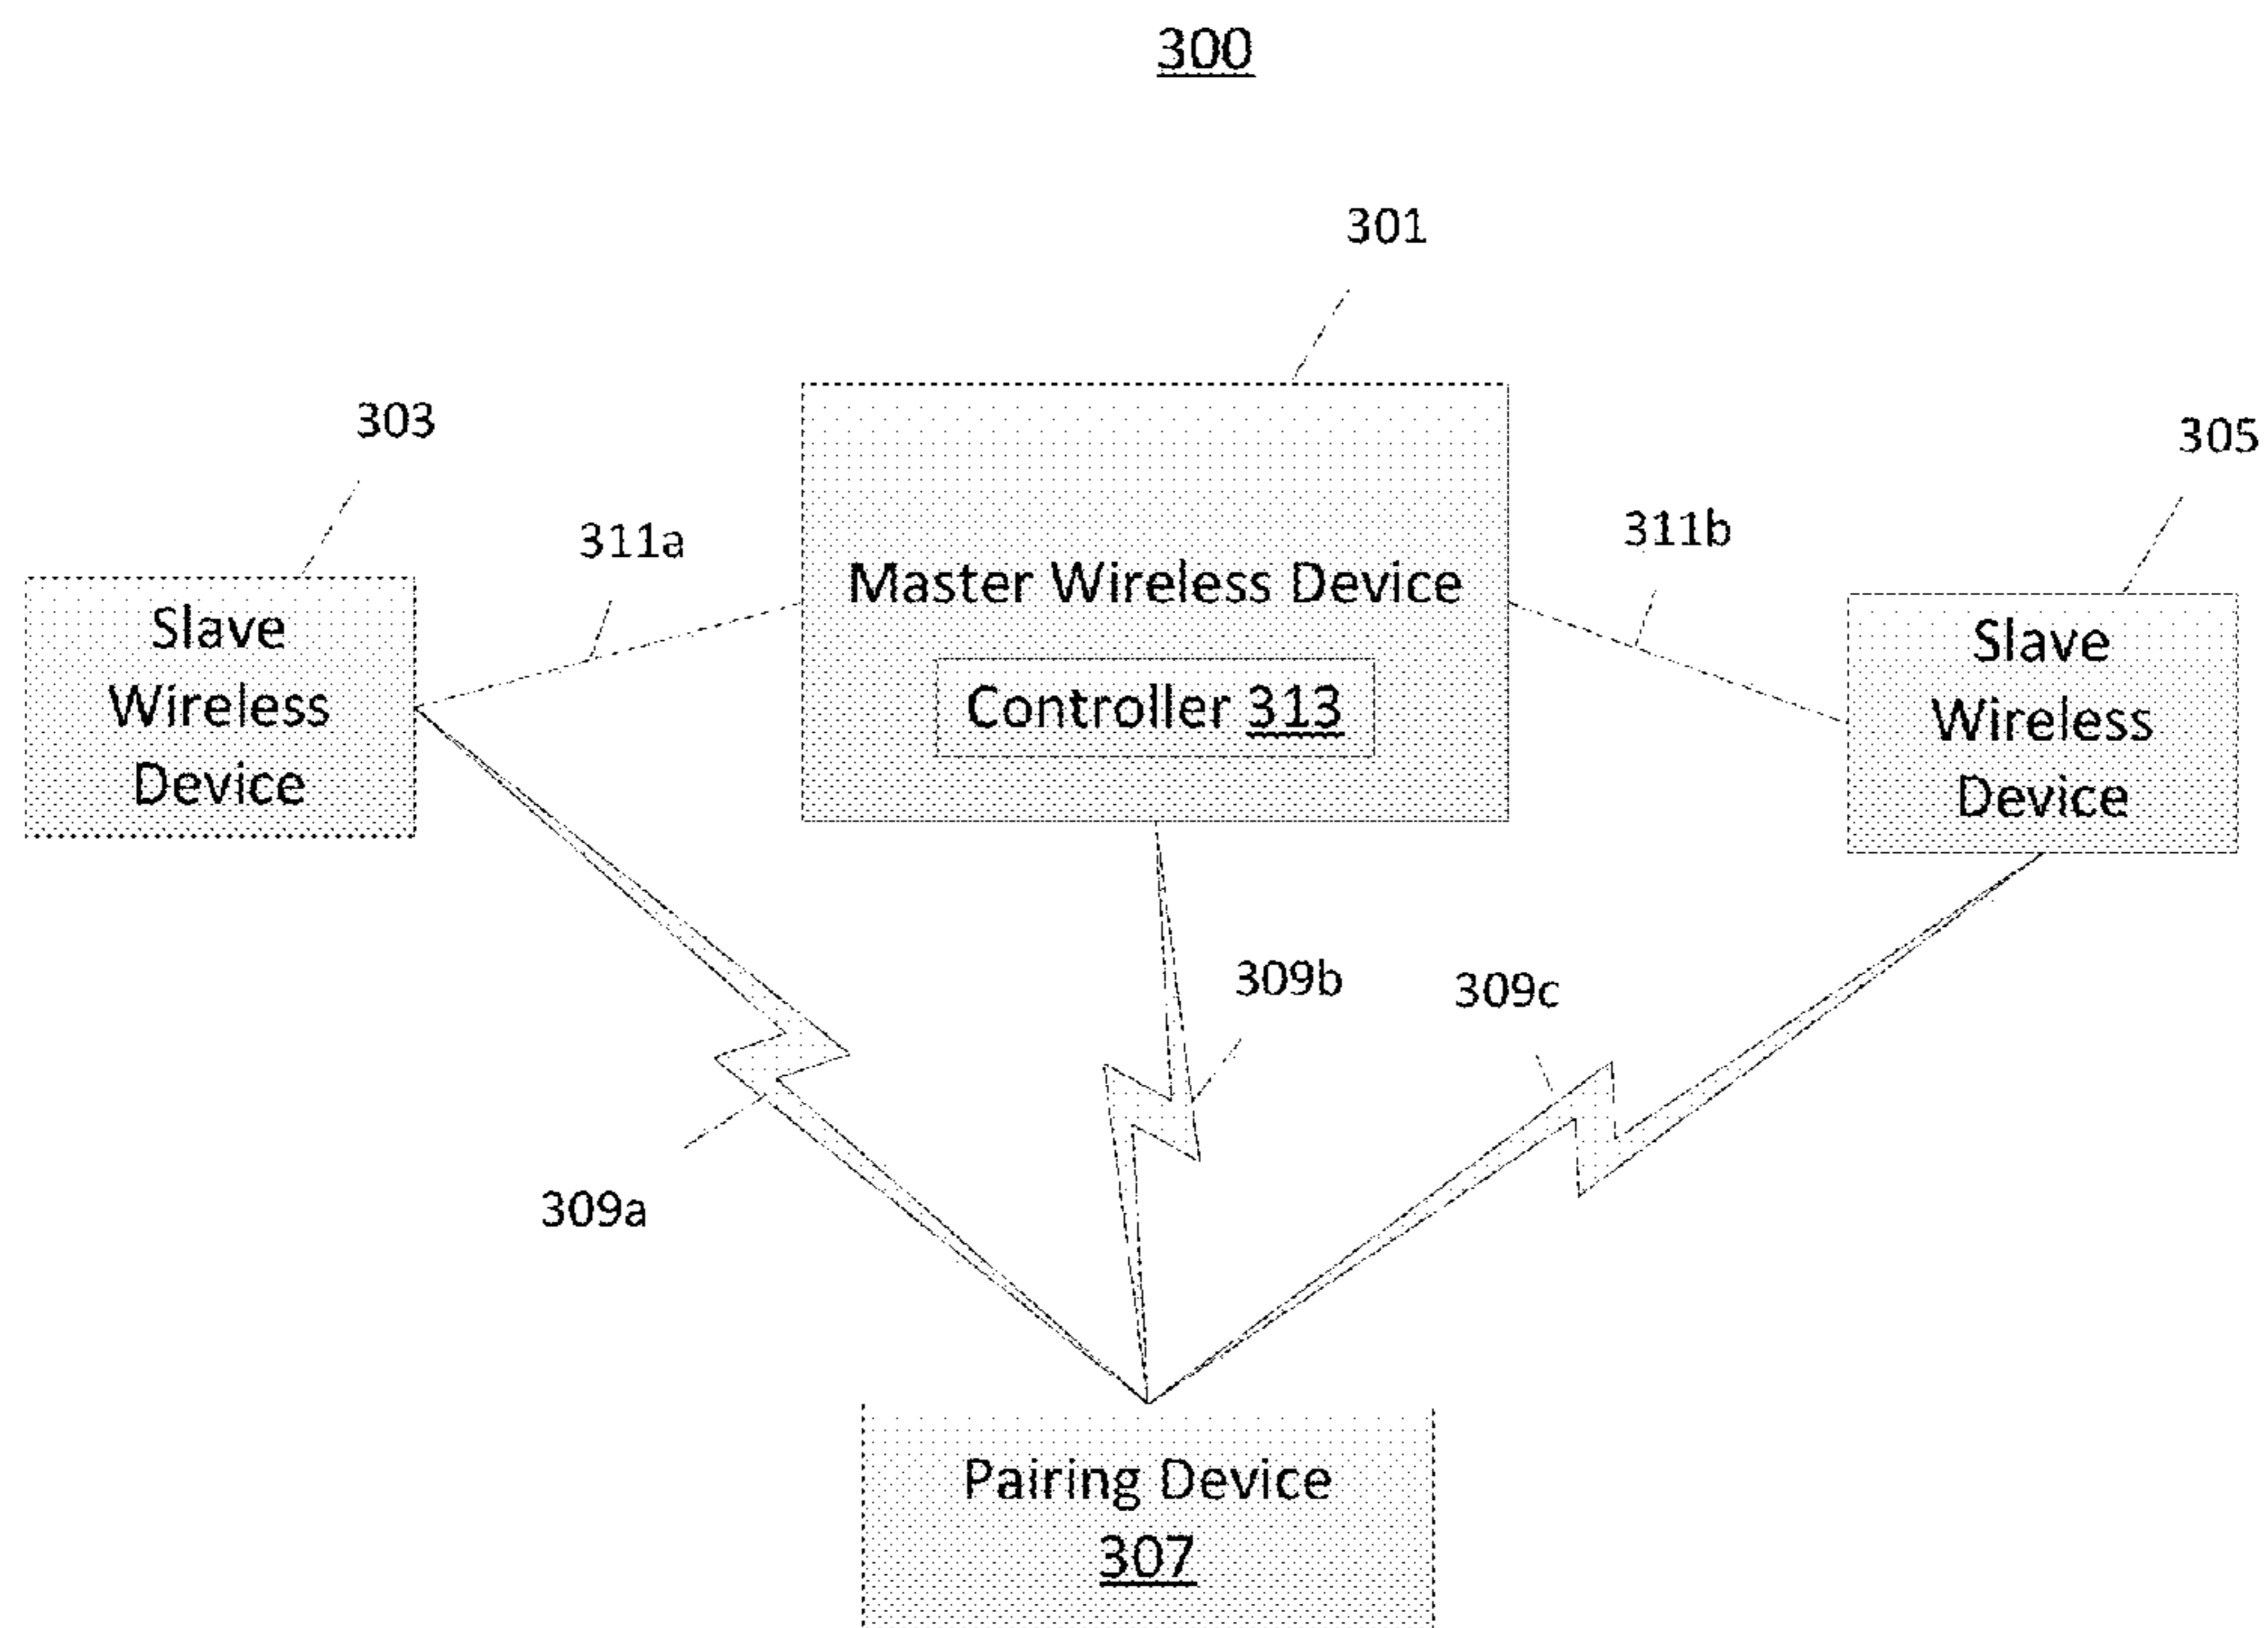 300
301
303
305
311a
311b
Master Wireless Device
Controller 313
Slave
Wireless
Device
Slave
Wireless
Device
309b
309c
309a
Pairing Device
307